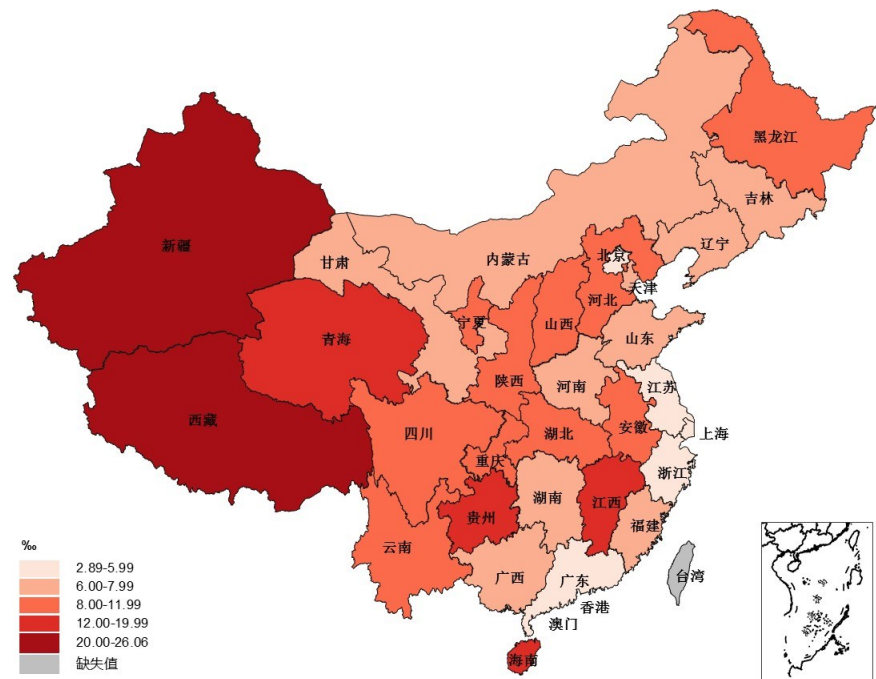 黑龙江
吉林
辽宁
新疆
甘肃
内蒙古
北京
天津
河北
宁夏
山西
山东
青海
陕西
河南
江苏
西藏
四川
湖北
安徽
上海
重庆
浙江
湖南
江西
贵州
福建
云南
广西
广东
台湾
香港
澳门
海南
‰
2.89-5.99
6.00-7.99
8.00-11.99
12.00-19.99
20.00-26.06
缺失值